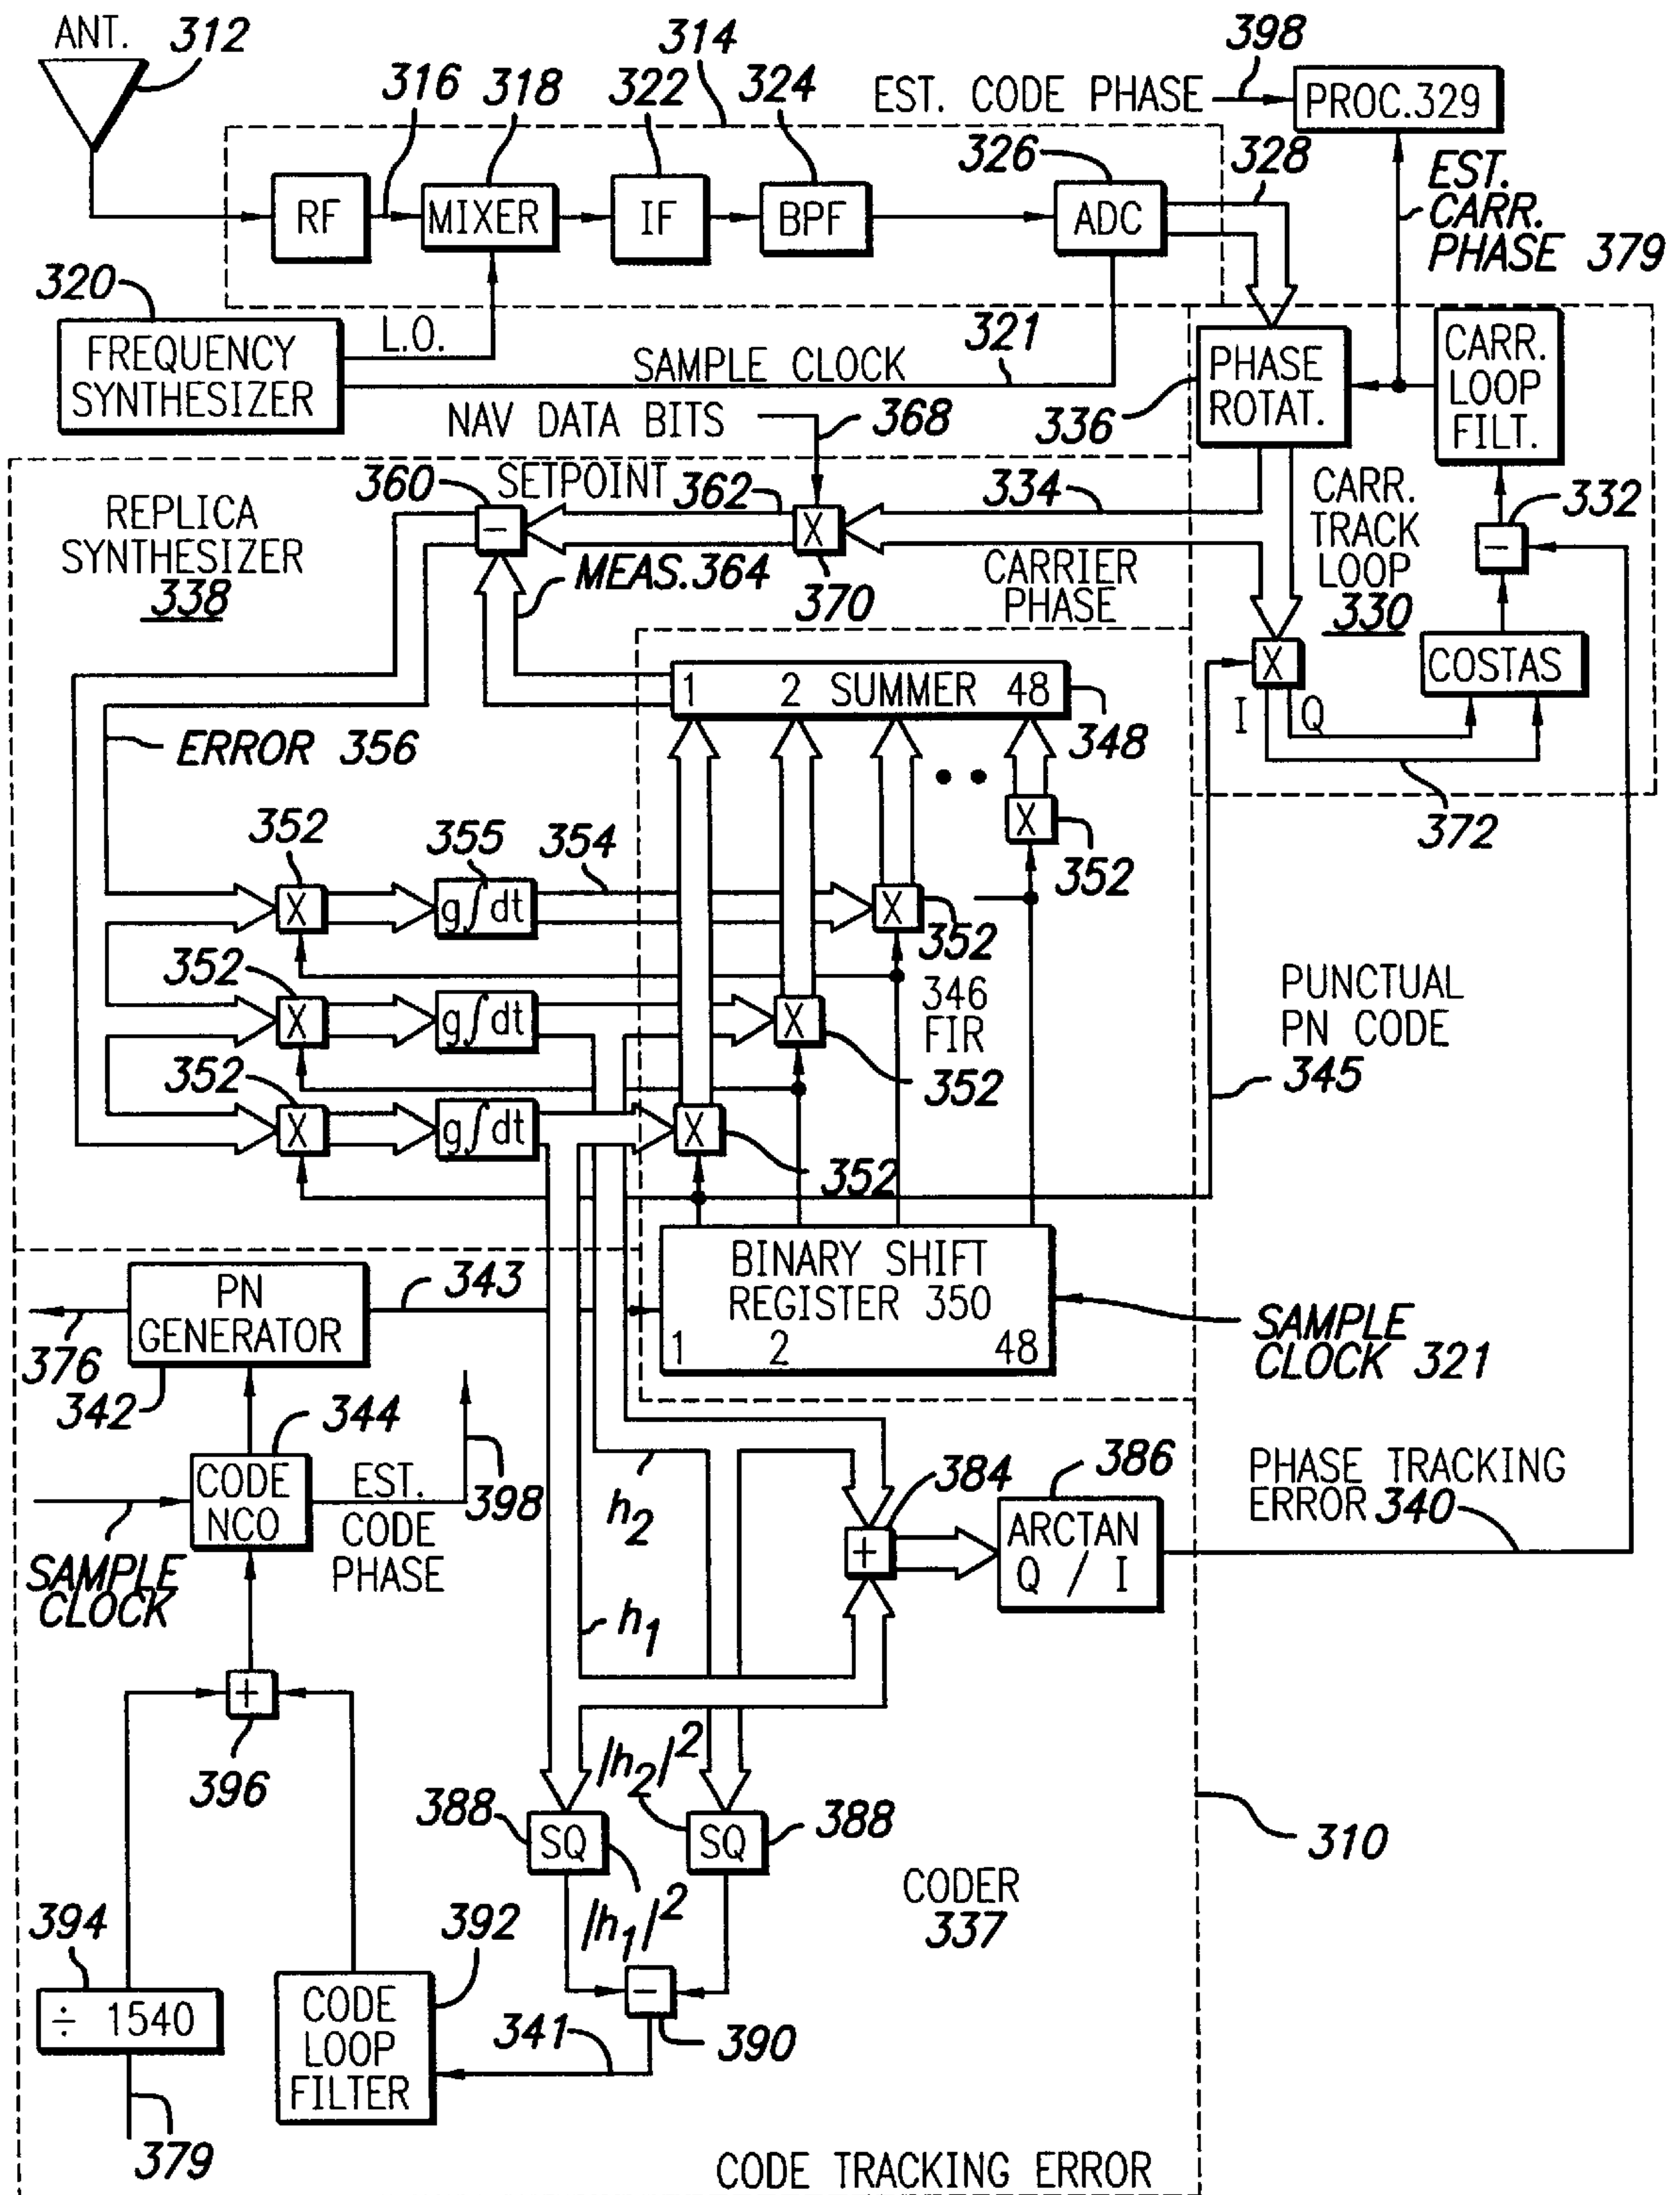 ANT. 312
314
398
316 318 322 324
EST. CODE PHASE
PROC.329
326 328
EST.
CARR.
PHASE 379
RF
MIXER
IF
BPF
ADC
320
FREQUENCY
SYNTHESIZER
L.O.
321
SAMPLE CLOCK
PHASE
ROTAT.
336
CARR.
LOOP
FILT.
NAV DATA BITS
368
360
SETPOINT
362
334
REPLICA
SYNTHESIZER
338
-
X
MEAS.364
370
CARRIER
PHASE
CARR.
TRACK
LOOP
330
332
-
X
COSTAS
I Q
372
1 2 SUMMER 48
348
ERROR 356
X
352
352
355
354
X
g∫dt
X
352
352
X
g∫dt
X
346
FIR
352
352
X
g∫dt
X
352
PUNCTUAL
PN CODE
345
PN
GENERATOR
343
376
342
BINARY SHIFT
REGISTER 350
1 2 48
SAMPLE
CLOCK 321
344
CODE
NCO
EST.
CODE
PHASE
398
SAMPLE
CLOCK
h2
384
386
+
ARCTAN
Q / I
PHASE TRACKING
ERROR 340
h1
+
396
|h2|2
388
SQ
SQ
388
310
|h1|2
CODER
337
394
÷ 1540
392
CODE
LOOP
FILTER
-
341
390
379
CODE TRACKING ERROR